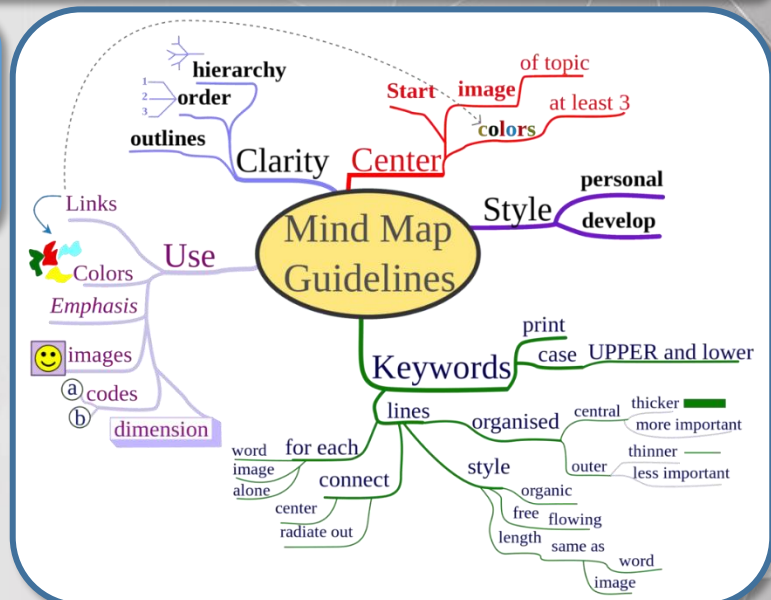 Mind Map
Guidelines
Clarity
hierarchy
1
2
3
order
outlines
Center
Start
image
of topic
colors
at least 3
Style
personal
develop
Use
Links
Colors
Emphasis
images
a
codes
b
dimension
Keywords
print
case
UPPER and lower
lines
organised
central
thicker
more important
outer
thinner
less important
style
organic
free
flowing
length
same as
word
image
for each
word
image
alone
connect
center
radiate out